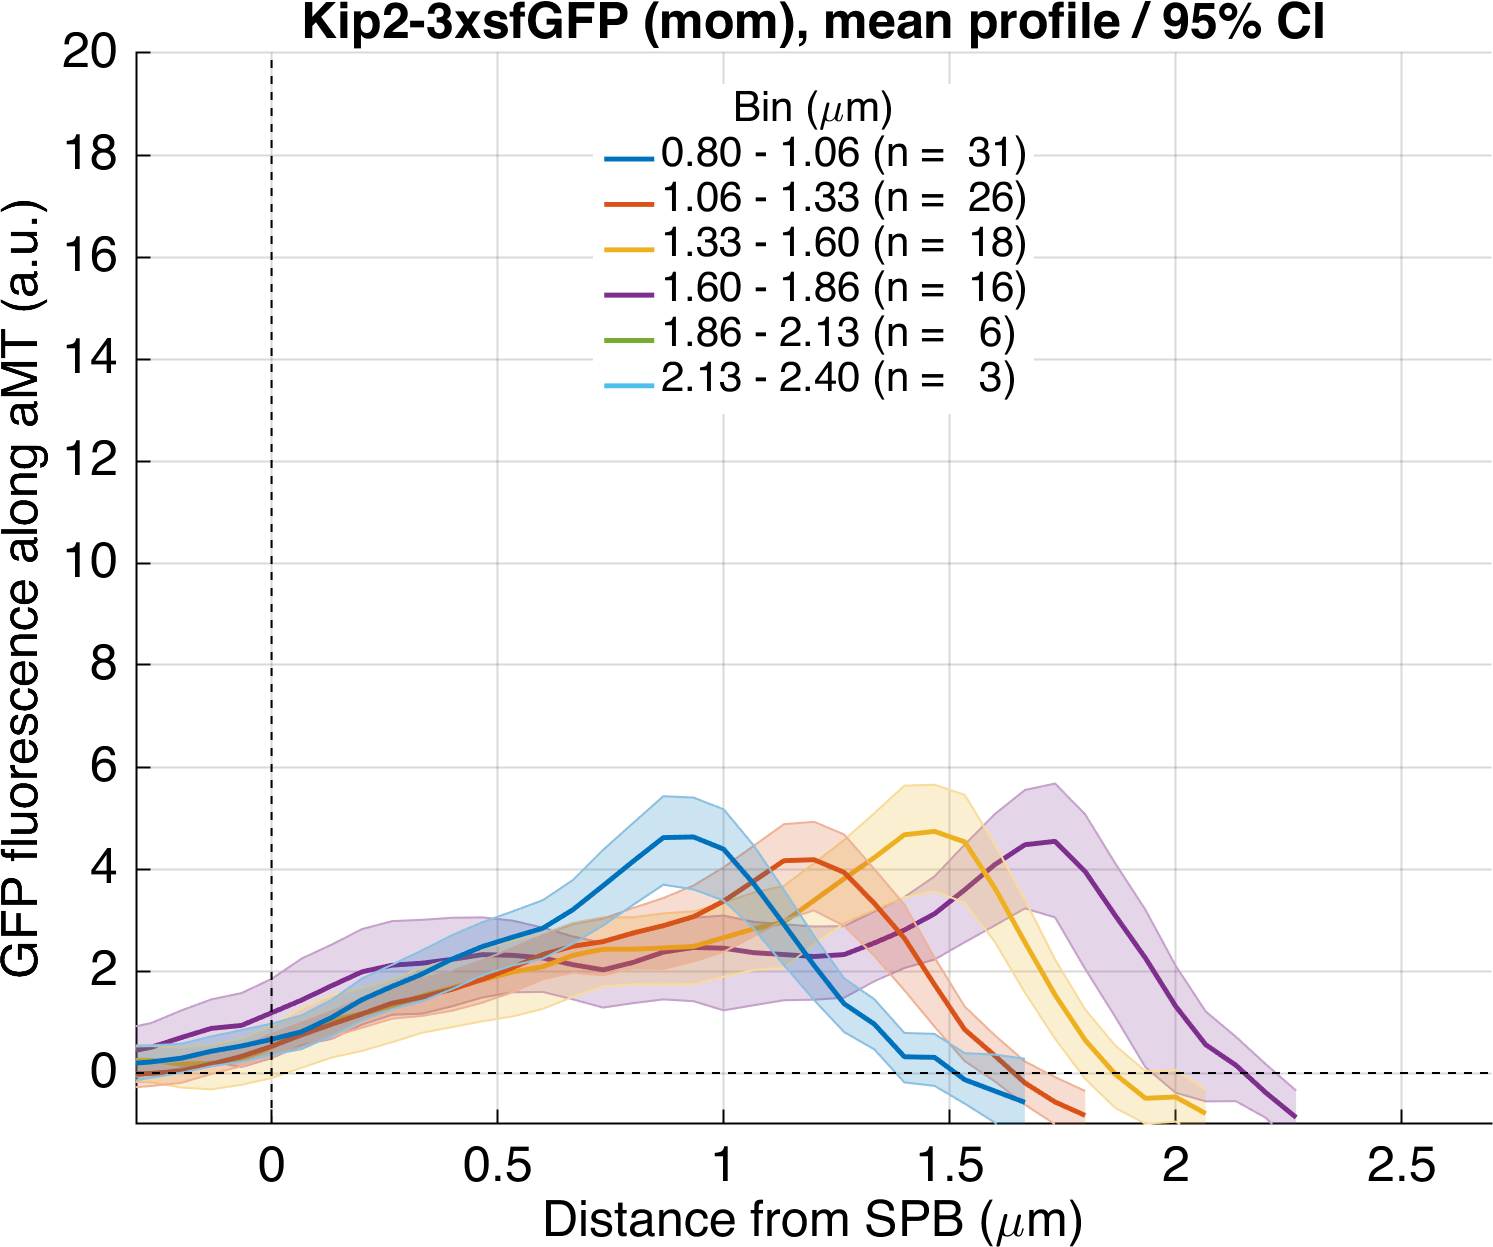 Kip2-3xsfGFP (mom), mean profile / 95% CI
GFP fluorescence along aMT (a.u.)
20
18
16
14
12
10
8
6
4
2
0
Bin (μm)
0.80 - 1.06 (n = 31)
1.06 - 1.33 (n = 26)
1.33 - 1.60 (n = 18)
1.60 - 1.86 (n = 16)
1.86 - 2.13 (n = 6)
2.13 - 2.40 (n = 3)
0 0.5 1 1.5 2 2.5
Distance from SPB (μm)